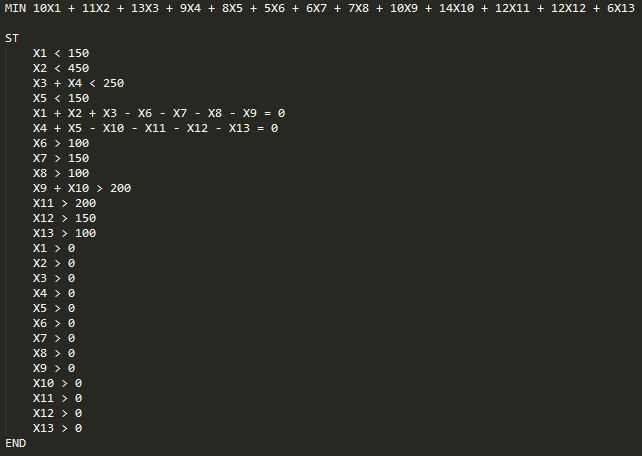 MIN 10X1 + 11X2 + 13X3 + 9X4 + 8X5 + 5X6 + 6X7 + 7X8 + 10X9 + 14X10 + 12X11 + 12X12 + 6X13
ST
X1 < 150
X2 < 450
X3 + X4 < 250
X5 < 150
X1 + X2 + X3 - X6 - X7 - X8 - X9 = 0
X4 + X5 - X10 - X11 - X12 - X13 = 0
X6 > 100
X7 > 150
X8 > 100
X9 + X10 > 200
X11 > 200
X12 > 150
X13 > 100
X1 > 0
X2 > 0
X3 > 0
X4 > 0
X5 > 0
X6 > 0
X7 > 0
X8 > 0
X9 > 0
X10 > 0
X11 > 0
X12 > 0
X13 > 0
END